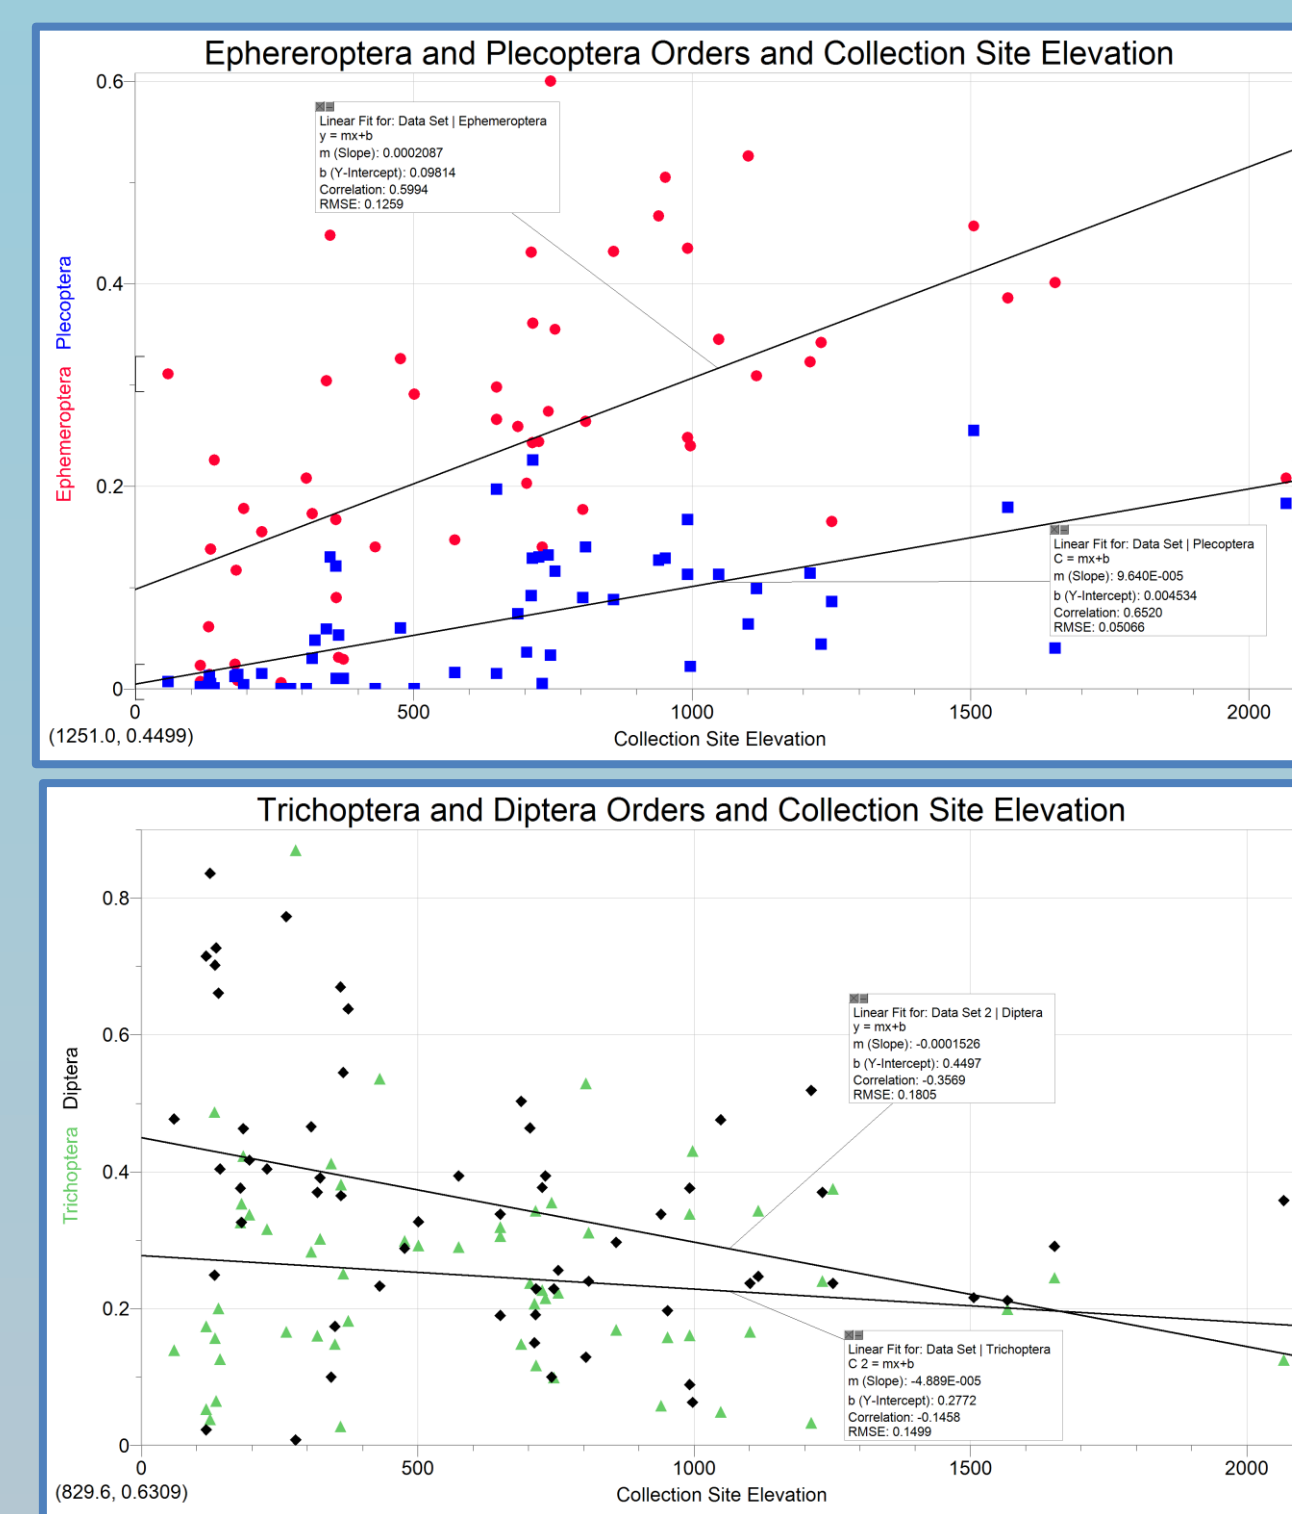 Ephereroptera and Plecoptera Orders and Collection Site Elevation
0.6
Linear Fit for: Data Set | Ephemeroptera
y = mx+b
m (Slope): 0.0002087
b (Y-Intercept): 0.09814
Correlation: 0.5994
RMSE: 0.1259
0.4
Ephemeroptera Plecoptera
0.2
Linear Fit for: Data Set | Plecoptera
C = mx+b
m (Slope): 9.640E-005
b (Y-Intercept): 0.004534
Correlation: 0.6520
RMSE: 0.05066
0
0 500 1000 1500 2000
(1251.0, 0.4499)
Collection Site Elevation
Trichoptera and Diptera Orders and Collection Site Elevation
0.8
Linear Fit for: Data Set 2 | Diptera
y = mx+b
m (Slope): -0.0001526
b (Y-Intercept): 0.4497
Correlation: -0.3569
RMSE: 0.1805
0.6
Trichoptera Diptera
0.4
0.2
Linear Fit for: Data Set | Trichoptera
C 2 = mx+b
m (Slope): -4.889E-005
b (Y-Intercept): 0.2772
Correlation: -0.1458
RMSE: 0.1499
0
0 500 1000 1500 2000
(829.6, 0.6309)
Collection Site Elevation